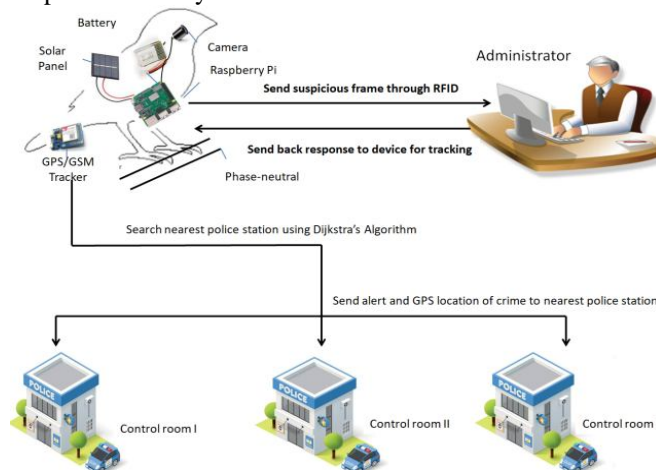 Battery
Camera
Solar
Panel
Raspberry Pi
Administrator
Send suspicious frame through RFID
Send back response to device for tracking
GPS/GSM
Tracker
Phase-neutral
Search nearest police station using Dijkstra's Algorithm
Send alert and GPS location of crime to nearest police station
POLICE
POLICE
POLICE
Control room I
Control room II
Control room